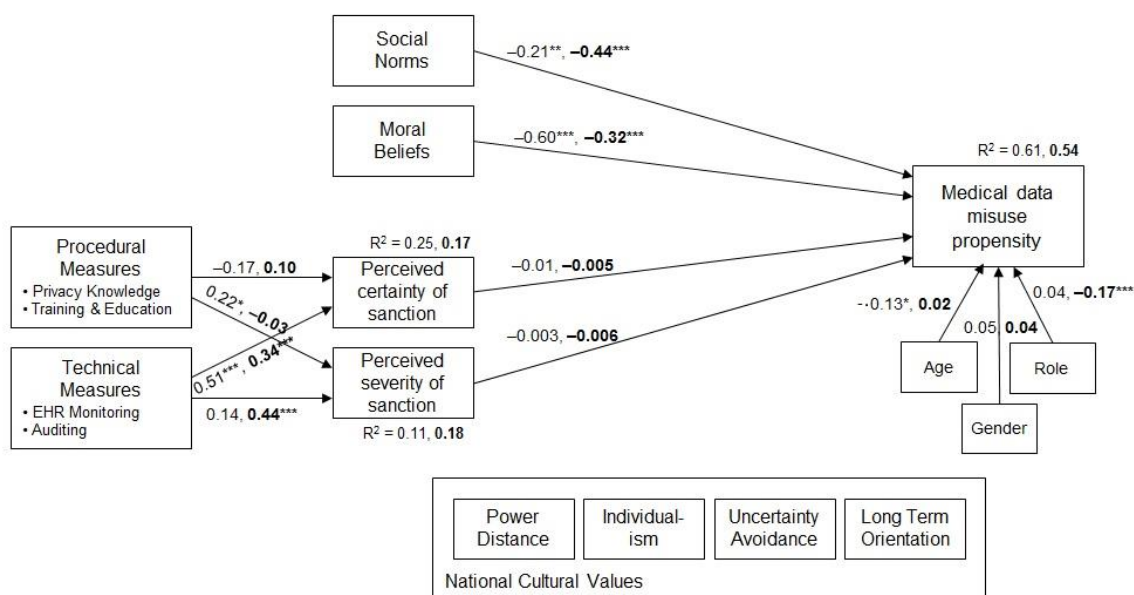 Social
Norms
–0.21**, –0.44***
Moral
Beliefs
–0.60***, –0.32***
R² = 0.61, 0.54
Medical data
misuse
propensity
Procedural
Measures
• Privacy Knowledge
• Training & Education
–0.17, 0.10
0.22*, –0.03
R² = 0.25, 0.17
Perceived
certainty of
sanction
–0.01, –0.005
Technical
Measures
• EHR Monitoring
• Auditing
0.51***, 0.34***
0.14, 0.44***
Perceived
severity of
sanction
R² = 0.11, 0.18
–0.003, –0.006
--0.13*, 0.02
0.05, 0.04
0.04, –0.17***
Age
Role
Gender
Power
Distance
Individual-
ism
Uncertainty
Avoidance
Long Term
Orientation
National Cultural Values